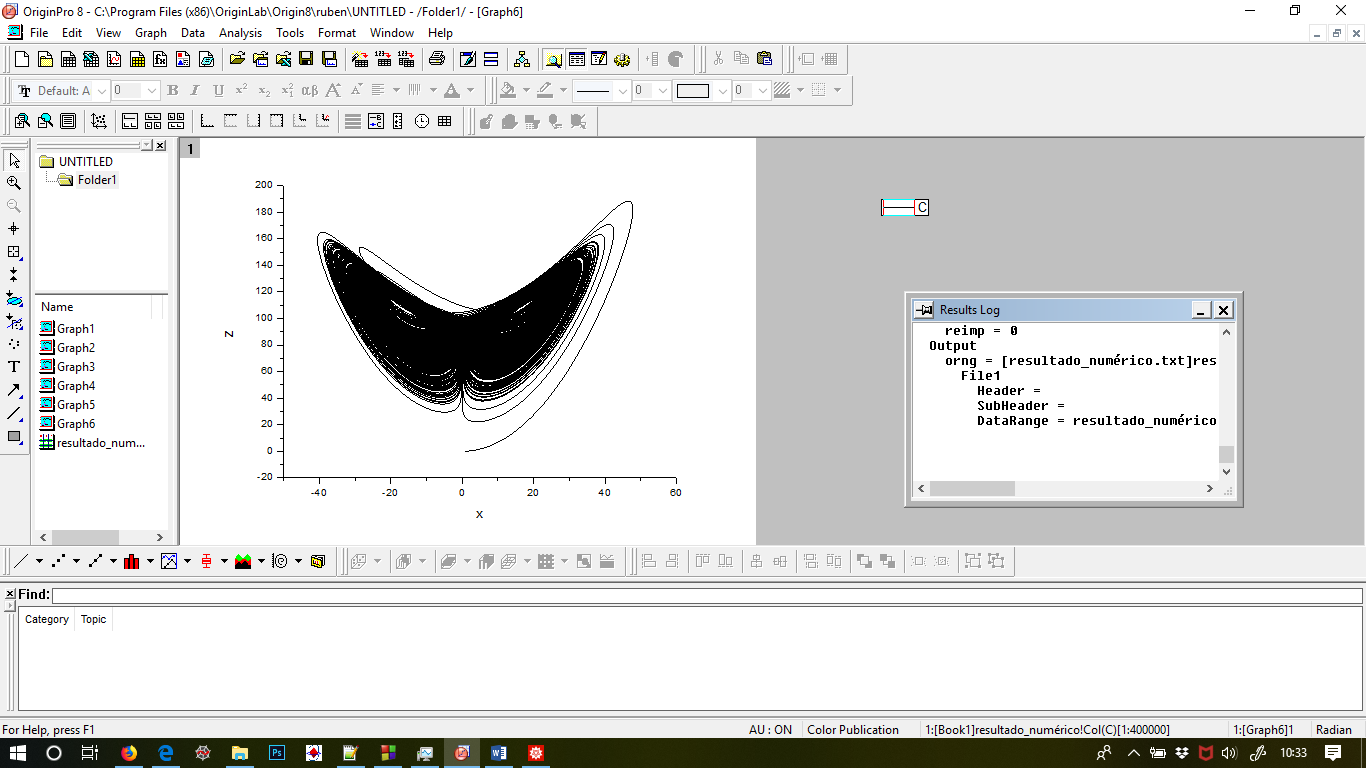 OriginPro 8 - C:\Program Files (x86)\OriginLab\Origin8\ruben\UNTITLED - /Folder1/ - [Graph6]
File Edit View Graph Data Analysis Tools Format Window Help
Default: A 0 B I U x² x₂ x₁² αβ A A A 0 0
1
UNTITLED
Folder1
Name
Graph1
Graph2
Graph3
Graph4
Graph5
Graph6
resultado_num...
200
180
160
140
120
100
80
60
40
20
0
-20
Z
-40 -20 0 20 40 60
X
C
Results Log
reimp = 0
Output
orng = [resultado_numérico.txt]res
File1
Header =
SubHeader =
DataRange = resultado_numérico
Find:
Category Topic
For Help, press F1 AU : ON Color Publication 1:[Book1]resultado_numérico!Col(C)[1:400000] 1:[Graph6]1 Radian
10:33